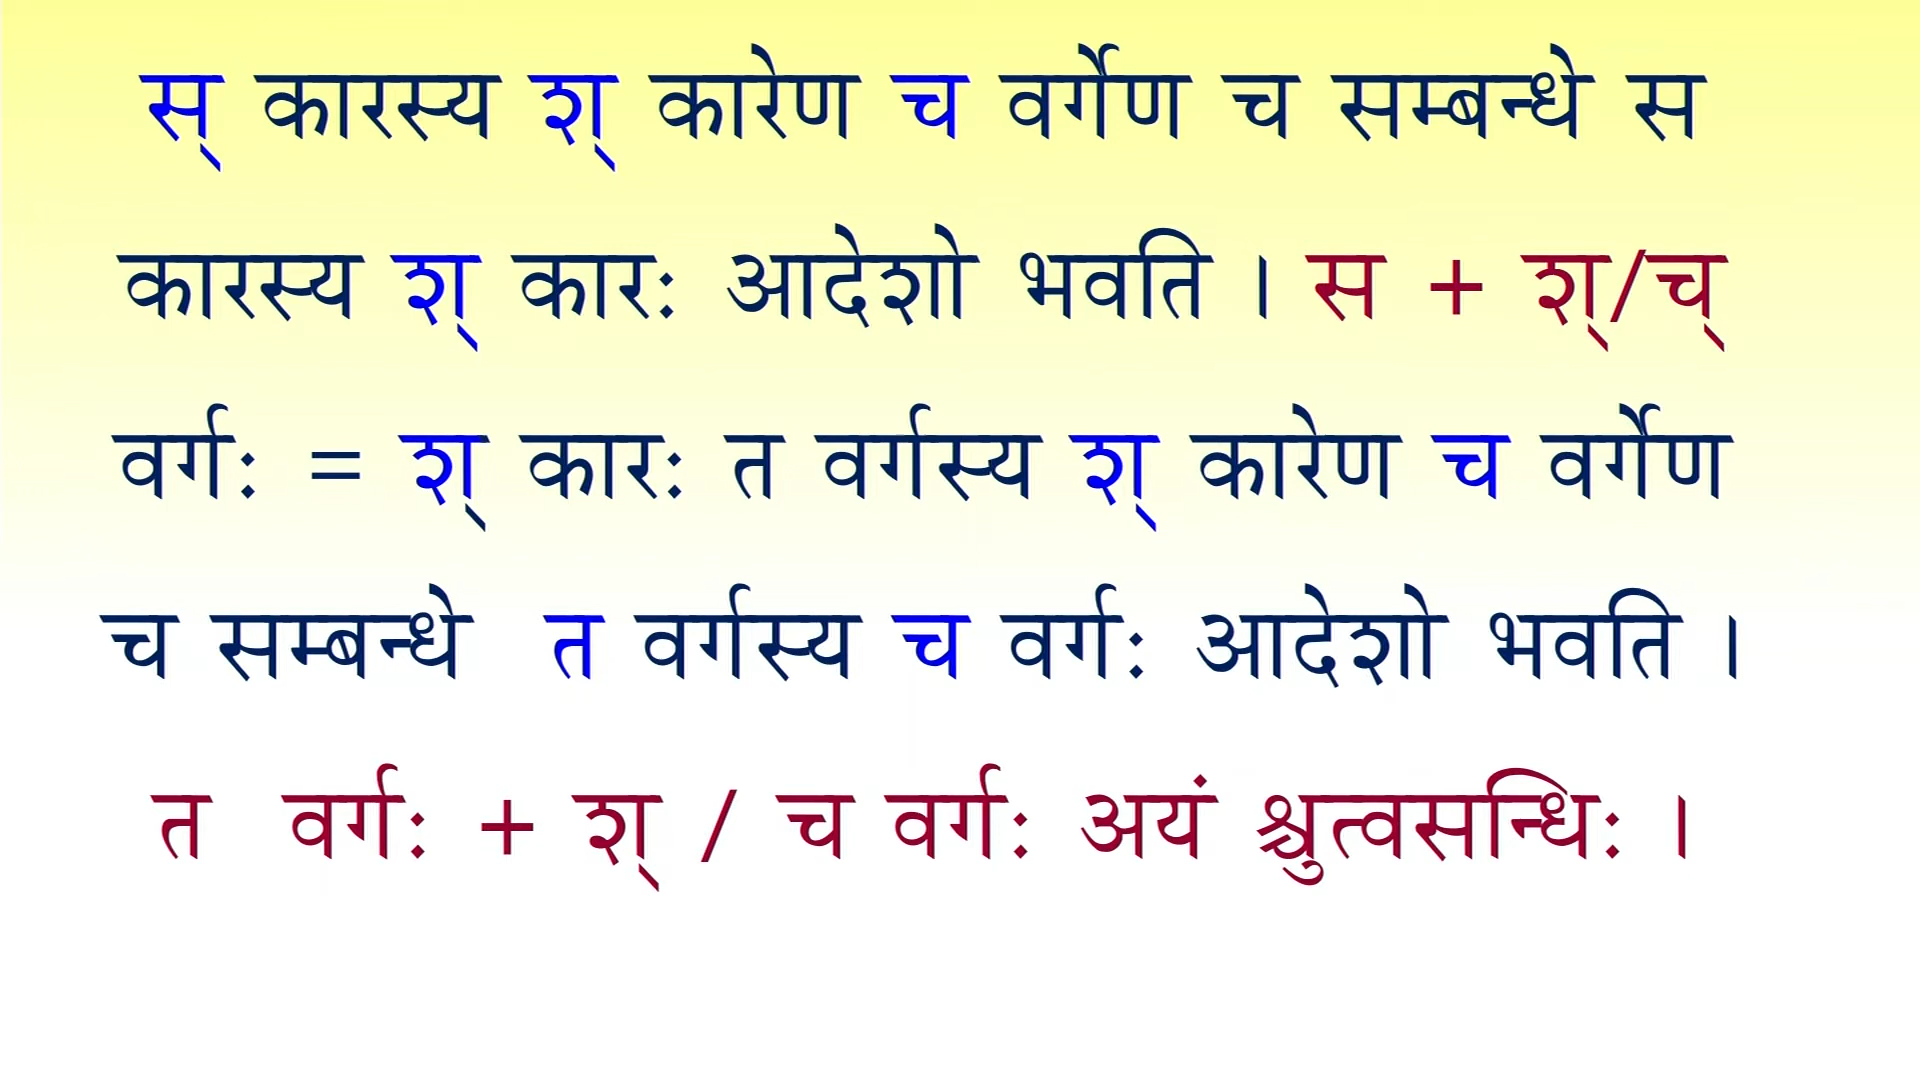 स् कारस्य श् कारेण च वर्गेण च सम्बन्धे स
कारस्य श् कारः आदेशो भवति । स + श्/च्
वर्गः = श् कारः त वर्गस्य श् कारेण च वर्गेण
च सम्बन्धे त वर्गस्य च वर्गः आदेशो भवति ।
त वर्गः + श् / च वर्गः अयं श्चुत्वसन्धिः ।